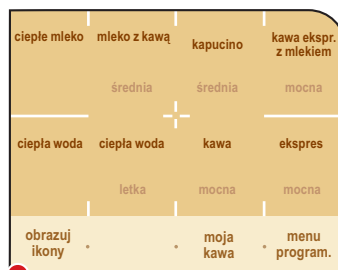 ciepłe mleko
mleko z kawą
kapucino
kawa ekspr.
z mlekiem
średnia
średnia
mocna
ciepła woda
ciepła woda
kawa
ekspres
letka
mocna
mocna
obrazuj
ikony
moja
kawa
menu
program.